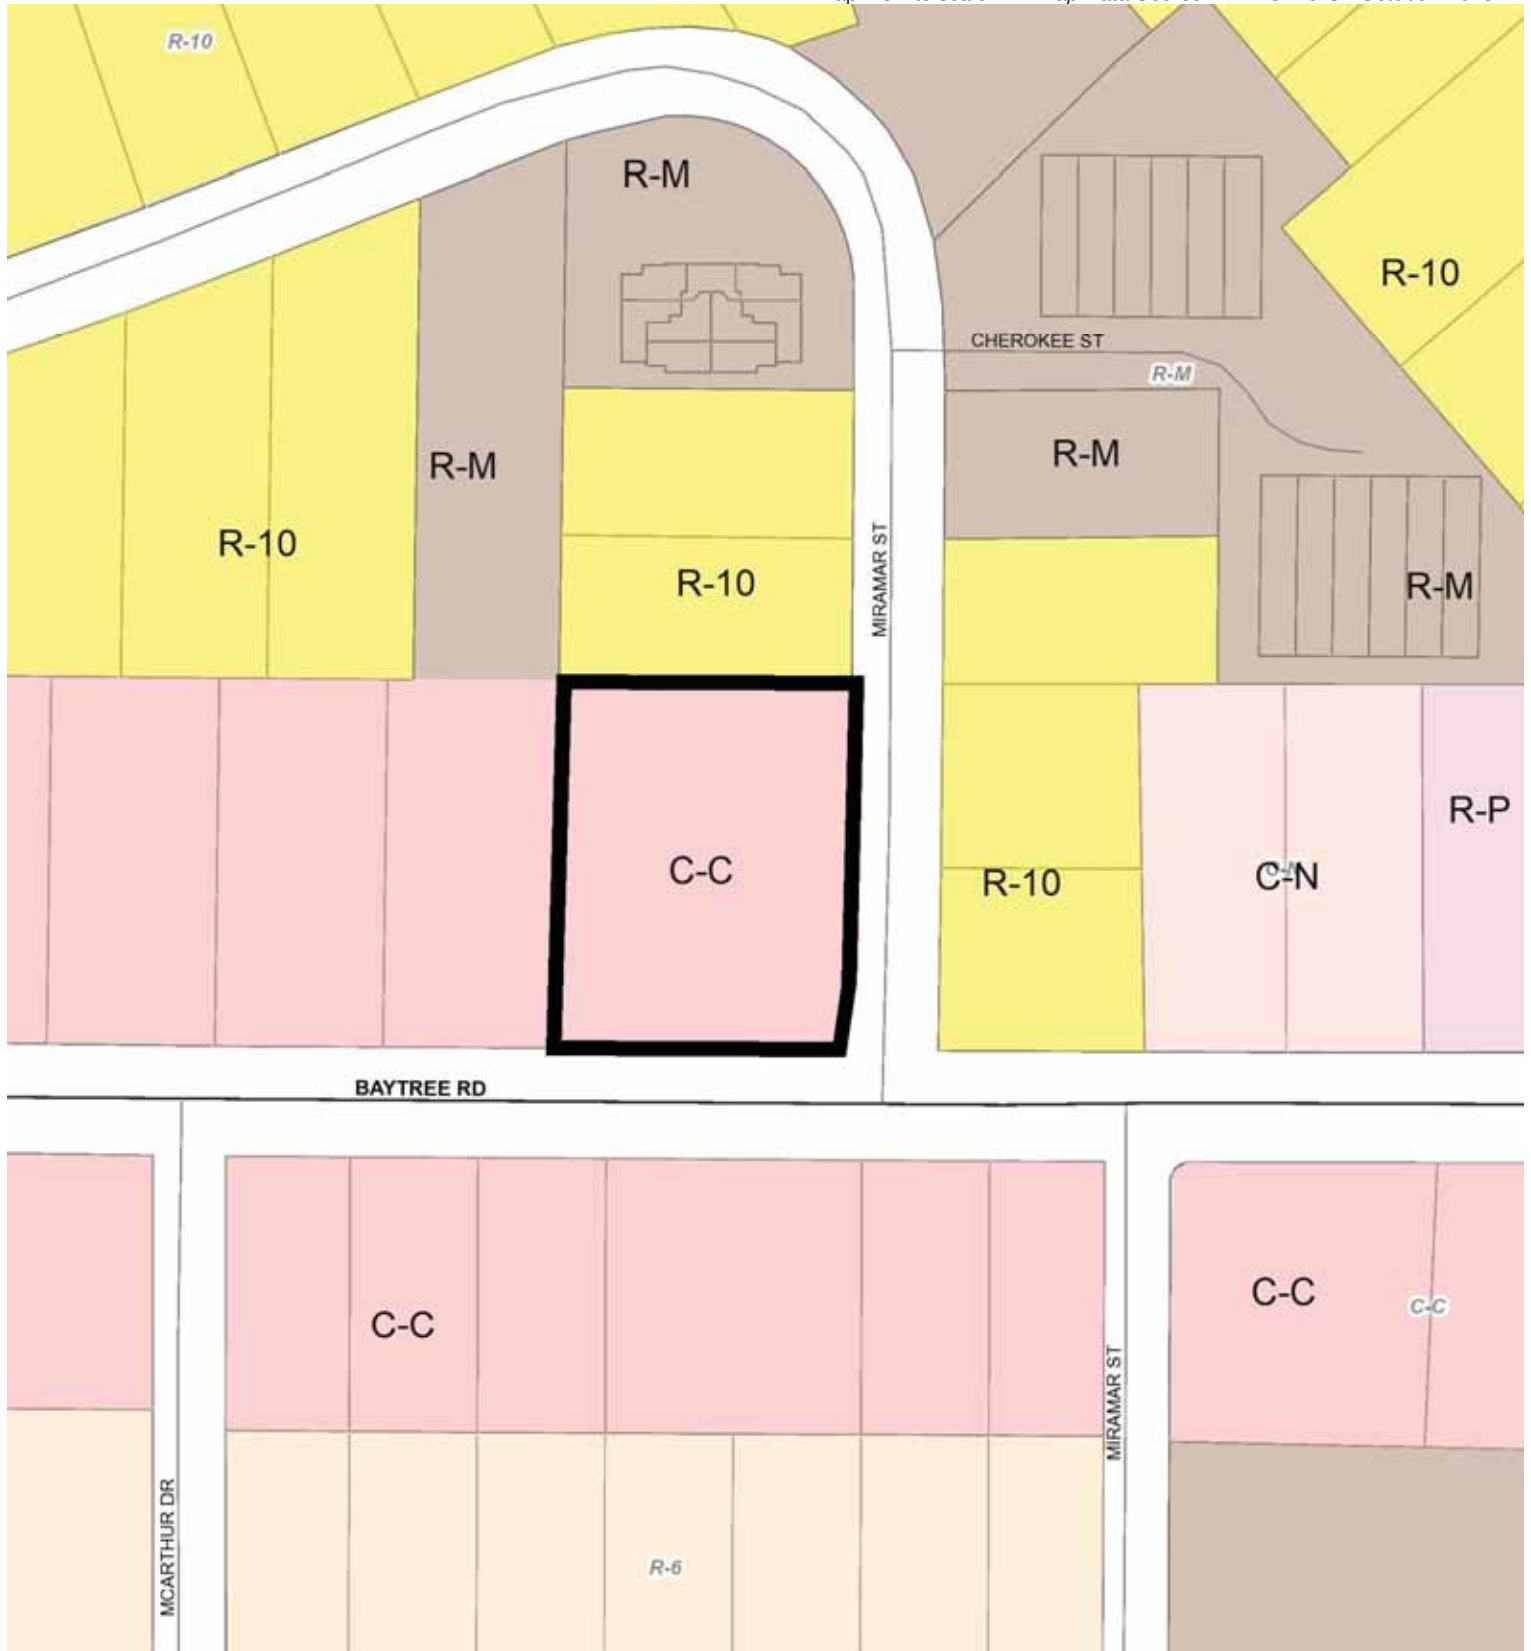 R-10
R-M
R-10
CHEROKEE ST
R-M
R-M
R-M
R-10
R-10
MIRAMAR ST
R-M
C-C
R-10
C-N
R-P
BAYTREE RD
C-C
C-C
C-C
MIRAMAR ST
MCARTHUR DR
R-6